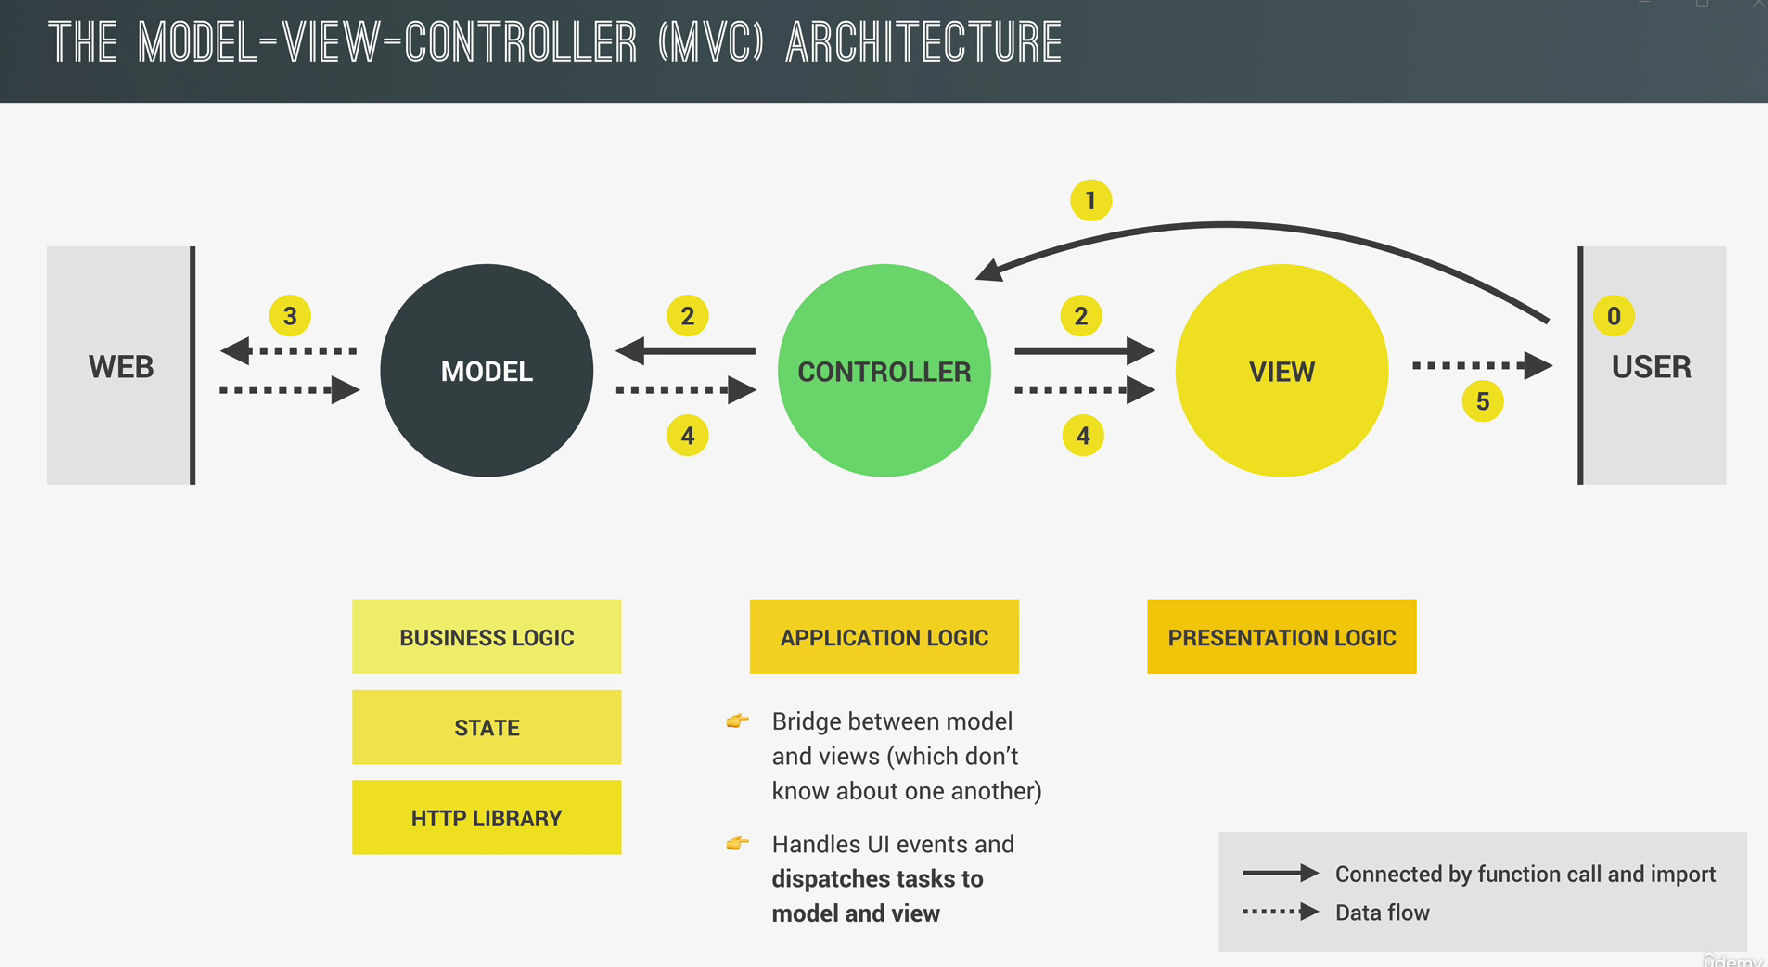 THE MODEL-VIEW-CONTROLLER (MVC) ARCHITECTURE
1
3
2
2
0
WEB
MODEL
CONTROLLER
VIEW
USER
4
4
5
BUSINESS LOGIC
APPLICATION LOGIC
PRESENTATION LOGIC
STATE
HTTP LIBRARY
👉 Bridge between model
and views (which don’t
know about one another)
👉 Handles UI events and
dispatches tasks to
model and view
Connected by function call and import
Data flow
ûdemy